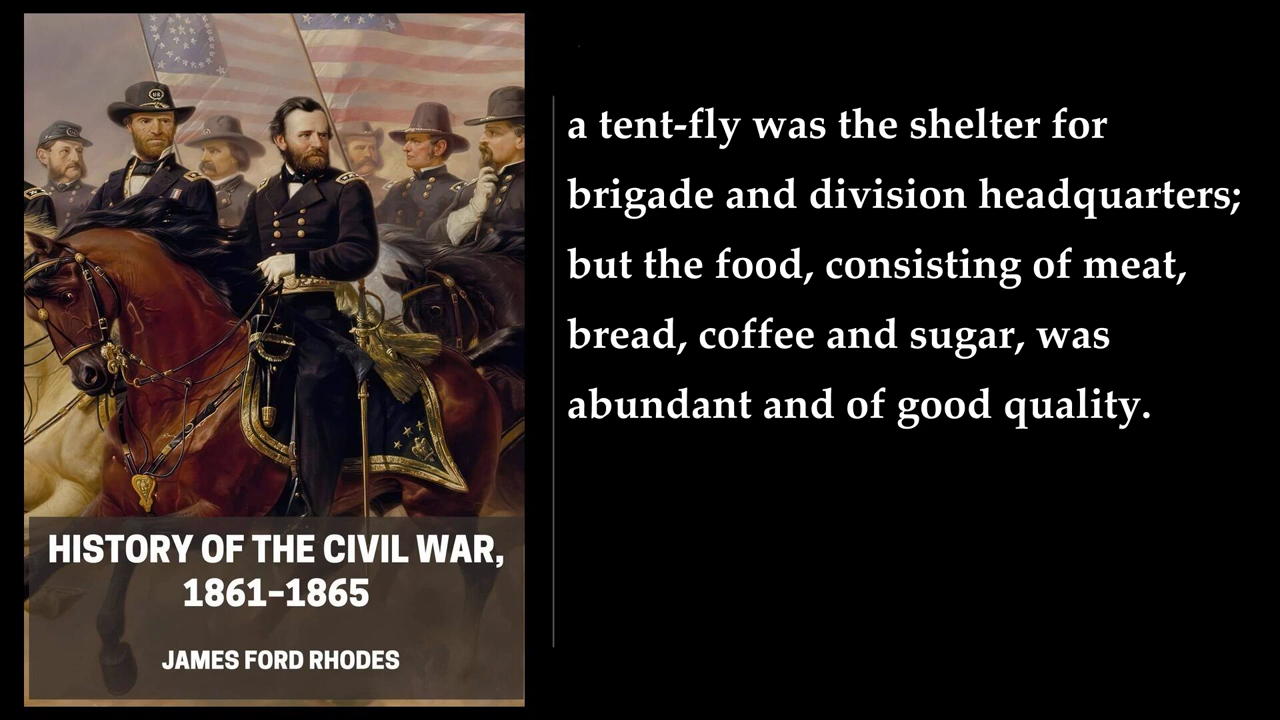 a tent-fly was the shelter for
brigade and division headquarters;
but the food, consisting of meat,
bread, coffee and sugar, was
abundant and of good quality.
HISTORY OF THE CIVIL WAR,
1861–1865
JAMES FORD RHODES